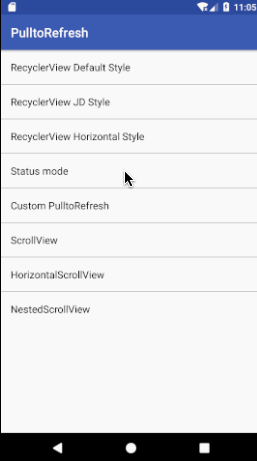 11:05
PulltoRefresh
RecyclerView Default Style
RecyclerView JD Style
RecyclerView Horizontal Style
Status mode
Custom PulltoRefresh
ScrollView
HorizontalScrollView
NestedScrollView